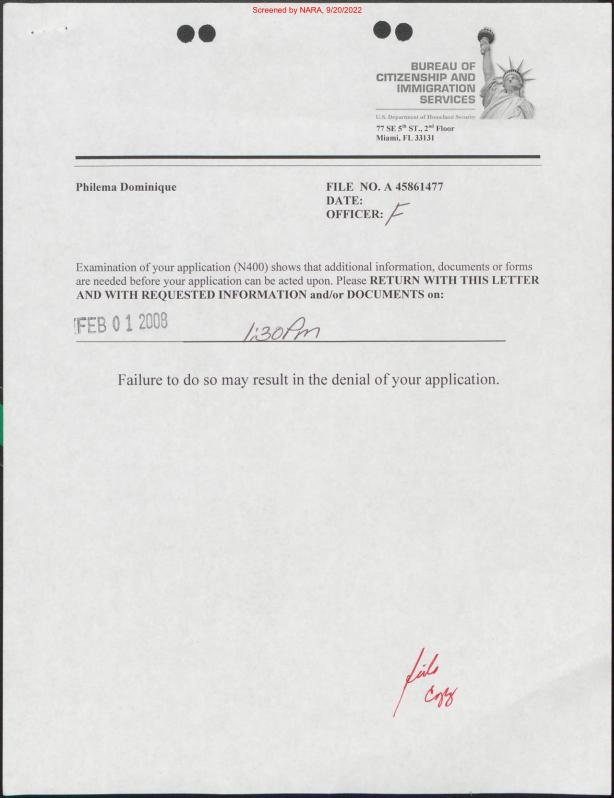 Screened by NARA, 9/20/2022
BUREAU OF
CITIZENSHIP AND
IMMIGRATION
SERVICES
U.S. Department of Homeland Security
77 SE 5th ST., 2nd Floor
Miami, FL 33131
Philema Dominique
FILE NO. A 45861477
DATE:
OFFICER: F
Examination of your application (N400) shows that additional information, documents or forms
are needed before your application can be acted upon. Please RETURN WITH THIS LETTER
AND WITH REQUESTED INFORMATION and/or DOCUMENTS on:
FEB 01 2008 1:30Pm
Failure to do so may result in the denial of your application.
file
Copy